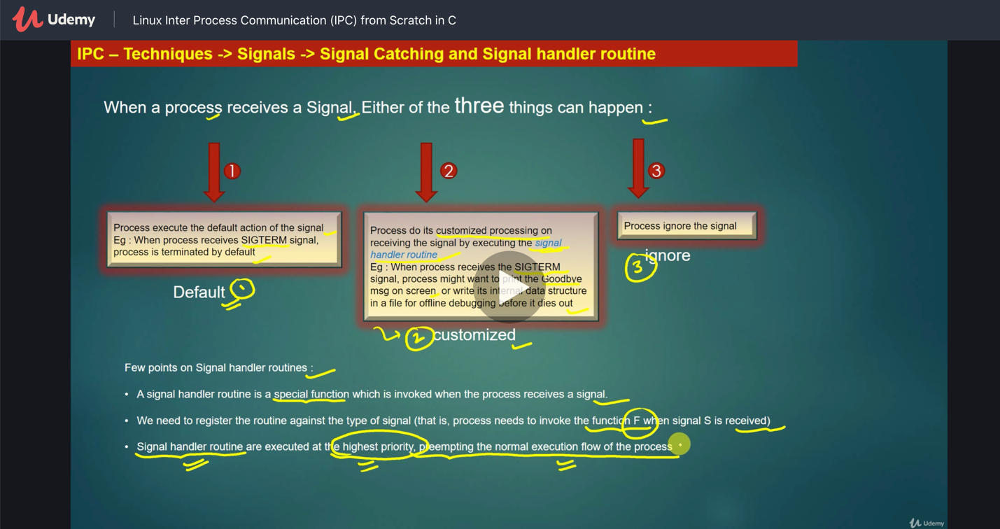 Udemy
Linux Inter Process Communication (IPC) from Scratch in C
IPC – Techniques -> Signals -> Signal Catching and Signal handler routine
When a process receives a Signal, Either of the three things can happen :
1
2
3
Process execute the default action of the signal
Eg : When process receives SIGTERM signal,
process is terminated by default
Default 1
Process do its customized processing on
receiving the signal by executing the signal
handler routine
Eg : When process receives the SIGTERM
signal, process might want to print the Goodbye
msg on screen or write its internal data structure
in a file for offline debugging before it dies out
2 customized
Process ignore the signal
3 ignore
Few points on Signal handler routines :
• A signal handler routine is a special function which is invoked when the process receives a signal.
• We need to register the routine against the type of signal (that is, process needs to invoke the function F when signal S is received)
• Signal handler routine are executed at the highest priority, preempting the normal execution flow of the process
Udemy